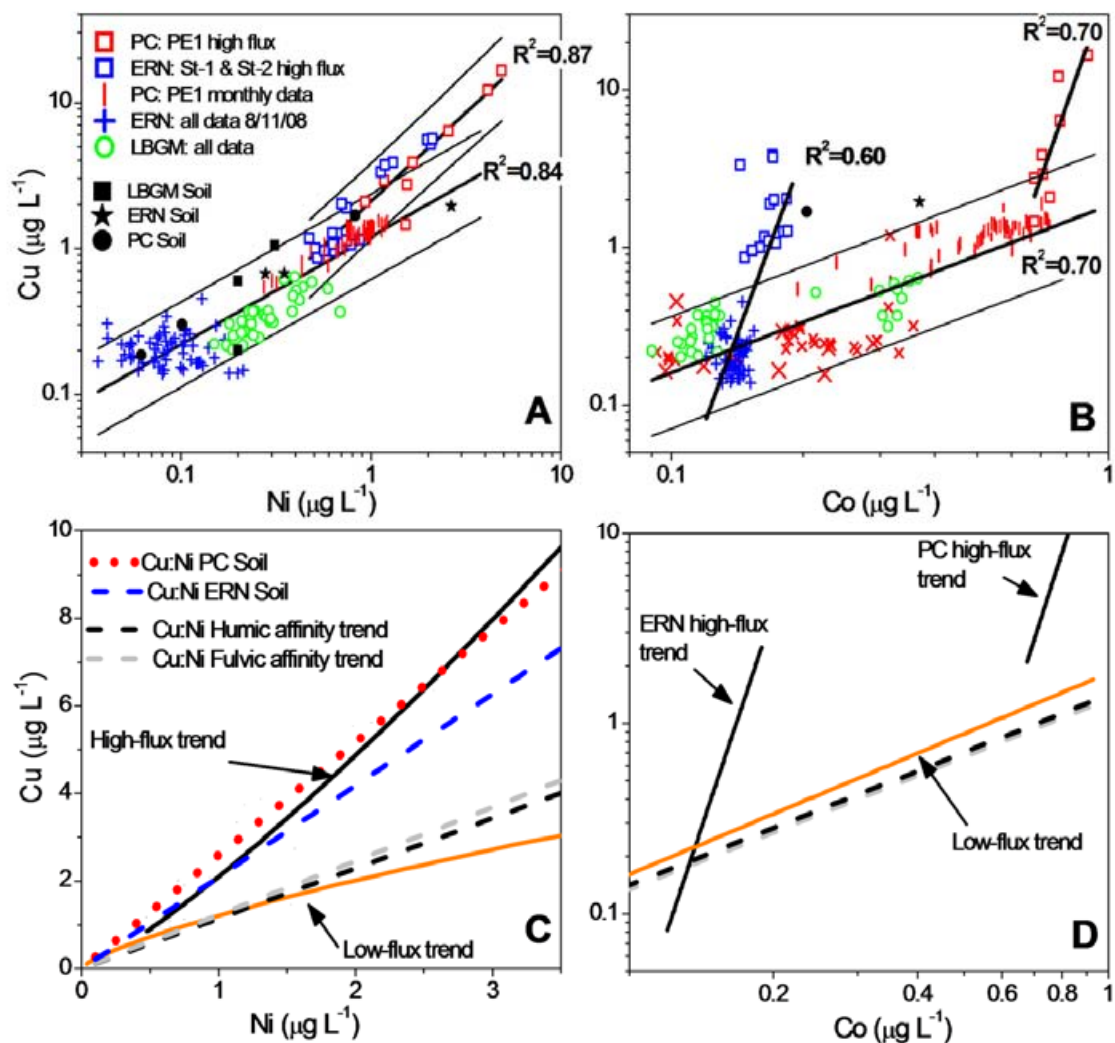 PC: PE1 high flux
ERN: St-1 & St-2 high flux
PC: PE1 monthly data
ERN: all data 8/11/08
LBGM: all data
LBGM Soil
ERN Soil
PC Soil
R²=0.87
R²=0.84
10
1
0.1
Cu (μg L⁻¹)
0.1
1
10
Ni (μg L⁻¹)
A
R²=0.70
R²=0.60
R²=0.70
10
1
0.1
0.1
1
Co (μg L⁻¹)
B
Cu:Ni PC Soil
Cu:Ni ERN Soil
Cu:Ni Humic affinity trend
Cu:Ni Fulvic affinity trend
High-flux trend
Low-flux trend
10
8
6
4
2
0
Cu (μg L⁻¹)
0
1
2
3
Ni (μg L⁻¹)
C
PC high-flux
trend
ERN high-flux
trend
Low-flux trend
10
1
0.1
0.2
0.4
0.6
0.8
1
Co (μg L⁻¹)
D